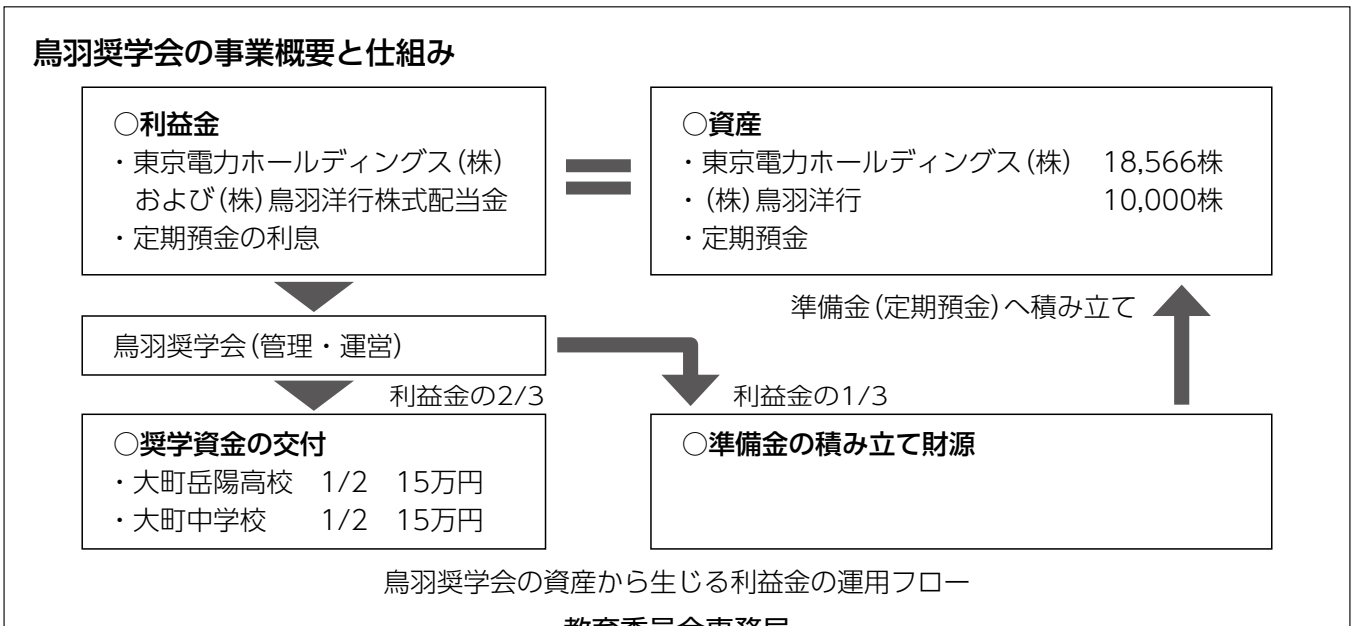 鳥羽奨学会の事業概要と仕組み
○利益金
・東京電力ホールディングス(株)
および(株)鳥羽洋行株式配当金
・定期預金の利息
○資産
・東京電力ホールディングス(株) 18,566株
・(株)鳥羽洋行 10,000株
・定期預金
準備金(定期預金)へ積み立て
鳥羽奨学会(管理・運営)
利益金の2/3
利益金の1/3
○奨学資金の交付
・大町岳陽高校 1/2 15万円
・大町中学校 1/2 15万円
○準備金の積み立て財源
鳥羽奨学会の資産から生じる利益金の運用フロー